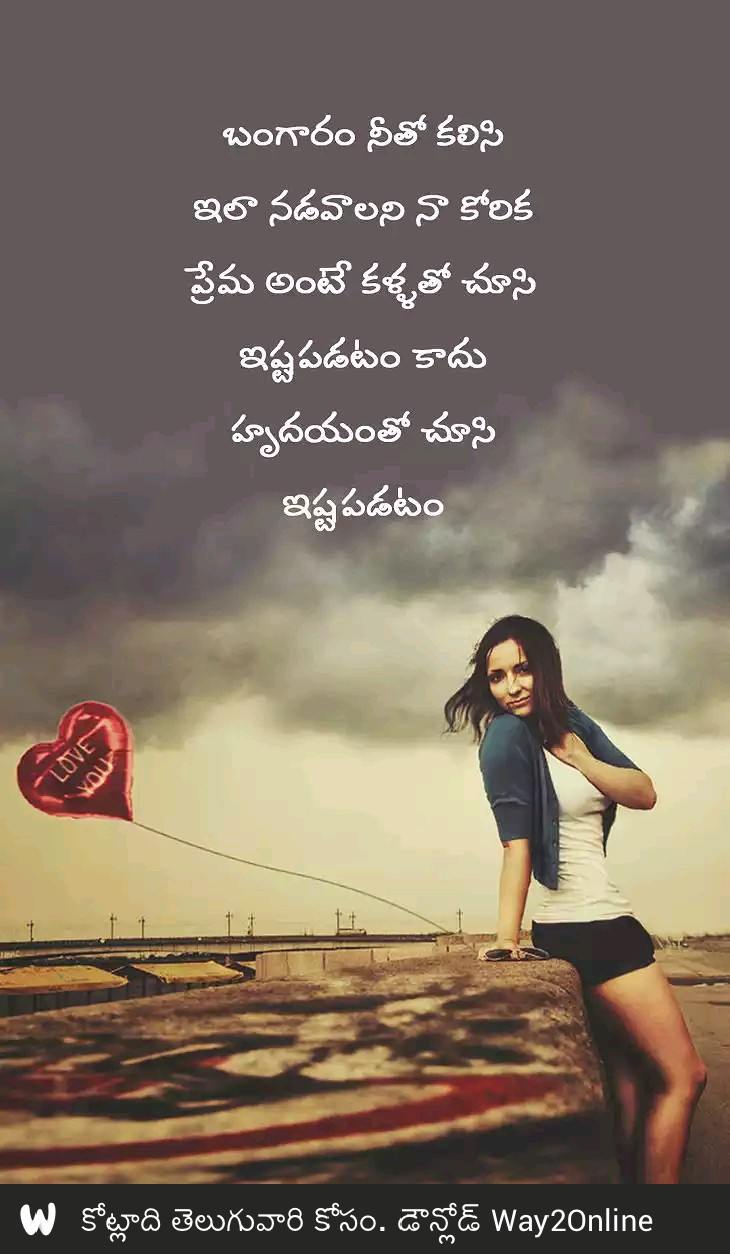 బంగారం నీతో కలిసి
ఇలా నడవాలని నా కోరిక
ప్రేమ అంటే కళ్ళతో చూసి
ఇష్టపడటం కాదు
హృదయంతో చూసి
ఇష్టపడటం
LOVE
YOU
W కోట్లాది తెలుగువారి కోసం. డౌన్లోడ్ Way2Online